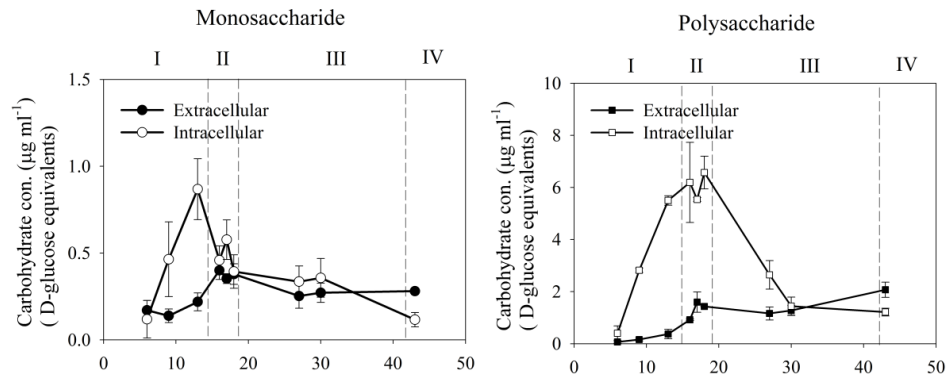 Monosaccharide
I II III IV
1.5
1.0
0.5
0.0
Carbohydrate con. (μg ml⁻¹)
( D-glucose equivalents)
Extracellular
Intracellular
0 10 20 30 40 50
Polysaccharide
I II III IV
10
8
6
4
2
0
Carbohydrate con. (μg ml⁻¹)
( D-glucose equivalents)
Extracellular
Intracellular
0 10 20 30 40 50